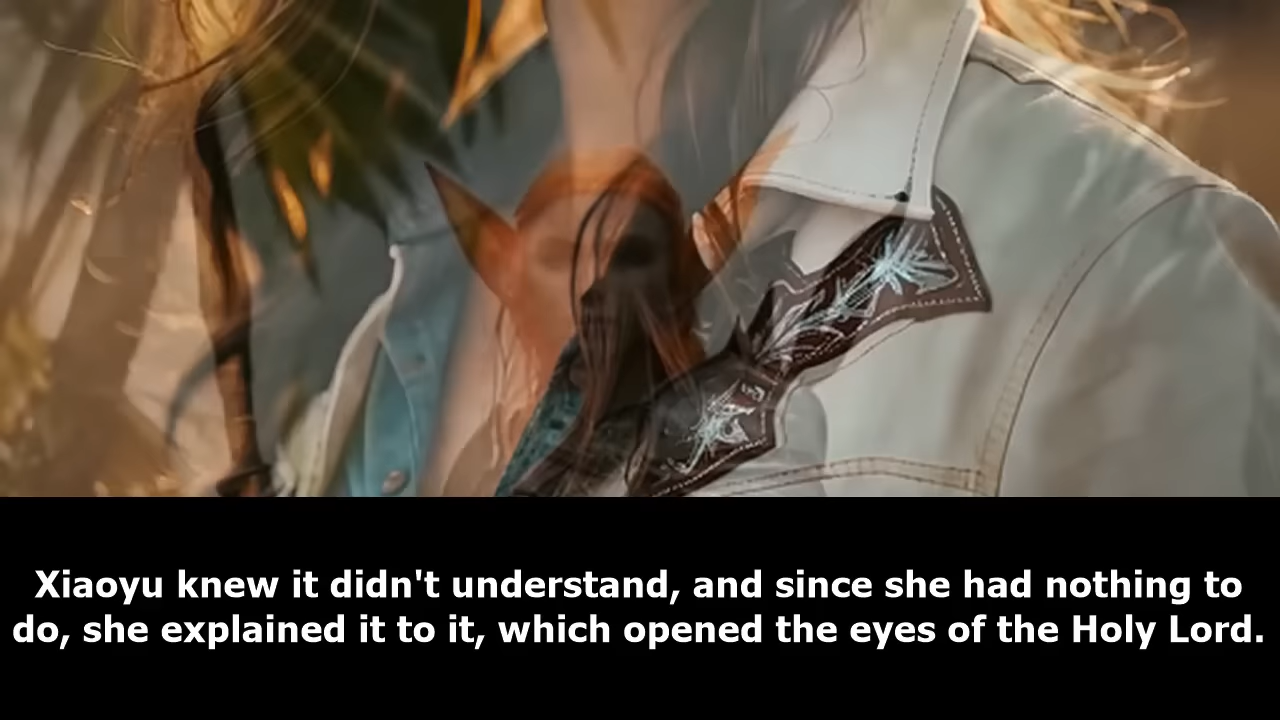 Xiaoyu knew it didn't understand, and since she had nothing to
do, she explained it to it, which opened the eyes of the Holy Lord.